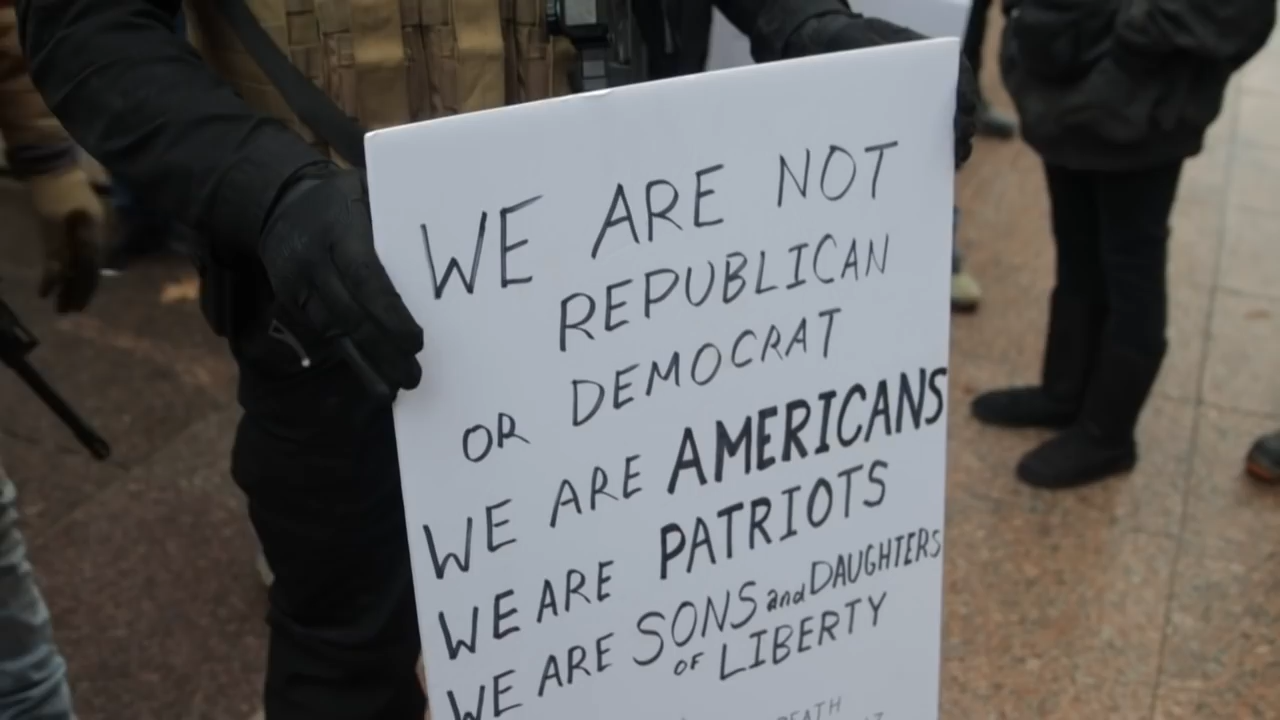 WE ARE NOT
REPUBLICAN
OR DEMOCRAT
WE ARE AMERICANS
WE ARE PATRIOTS
WE ARE SONS and DAUGHTERS
OF LIBERTY